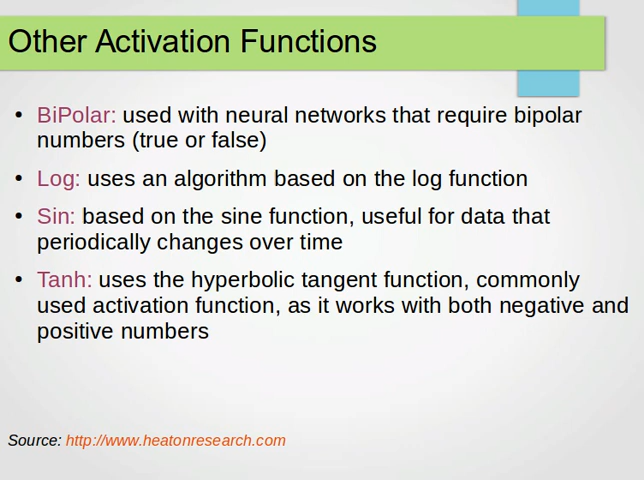 Other Activation Functions
• BiPolar: used with neural networks that require bipolar
numbers (true or false)
• Log: uses an algorithm based on the log function
• Sin: based on the sine function, useful for data that
periodically changes over time
• Tanh: uses the hyperbolic tangent function, commonly
used activation function, as it works with both negative and
positive numbers
Source: http://www.heatonresearch.com